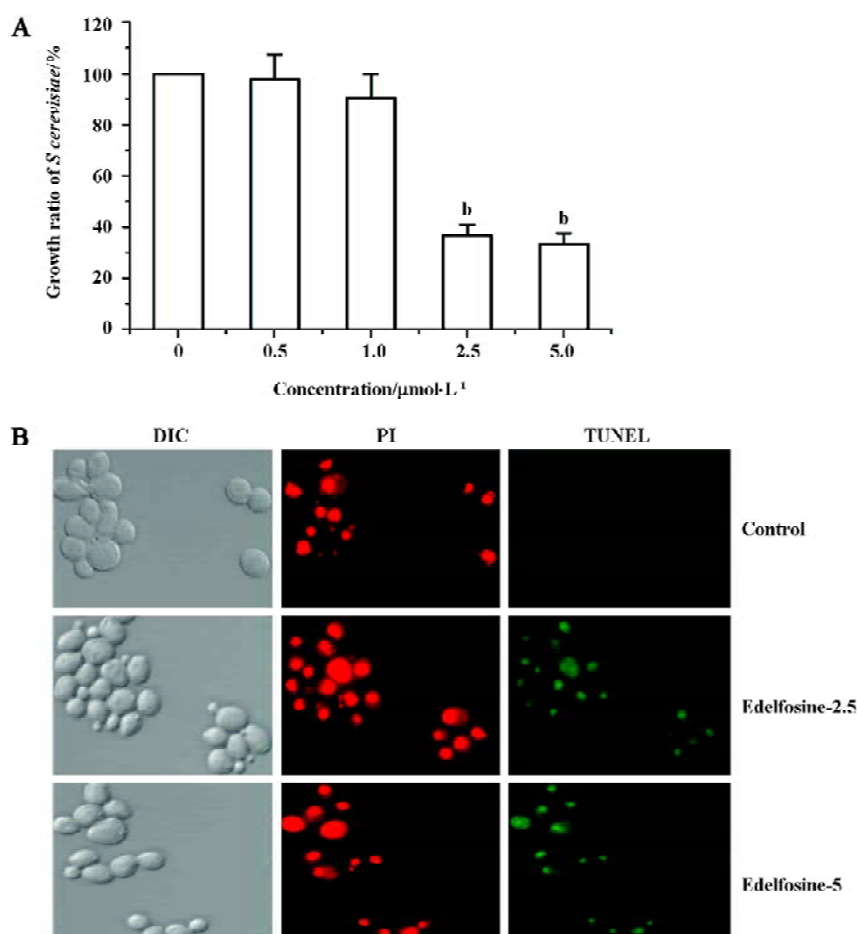 A
120
100
80
60
40
20
0
Growth ratio of S cerevisiae/%
b
b
0 0.5 1.0 2.5 5.0
Concentration/μmol·L⁻¹
B
DIC PI TUNEL
Control
Edelfosine-2.5
Edelfosine-5